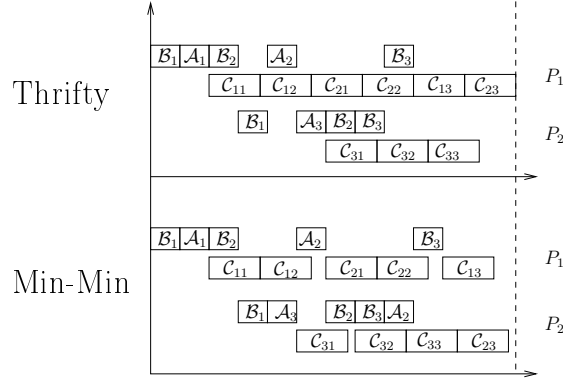 B₁ A₁ B₂ A₂ B₃
Thrifty C₁₁ C₁₂ C₂₁ C₂₂ C₁₃ C₂₃ P₁
B₁ A₃ B₂ B₃ P₂
C₃₁ C₃₂ C₃₃
B₁ A₁ B₂ A₂ B₃
C₁₁ C₁₂ C₂₁ C₂₂ C₁₃ P₁
Min-Min
B₁ A₃ B₂ B₃ A₂ P₂
C₃₁ C₃₂ C₃₃ C₂₃